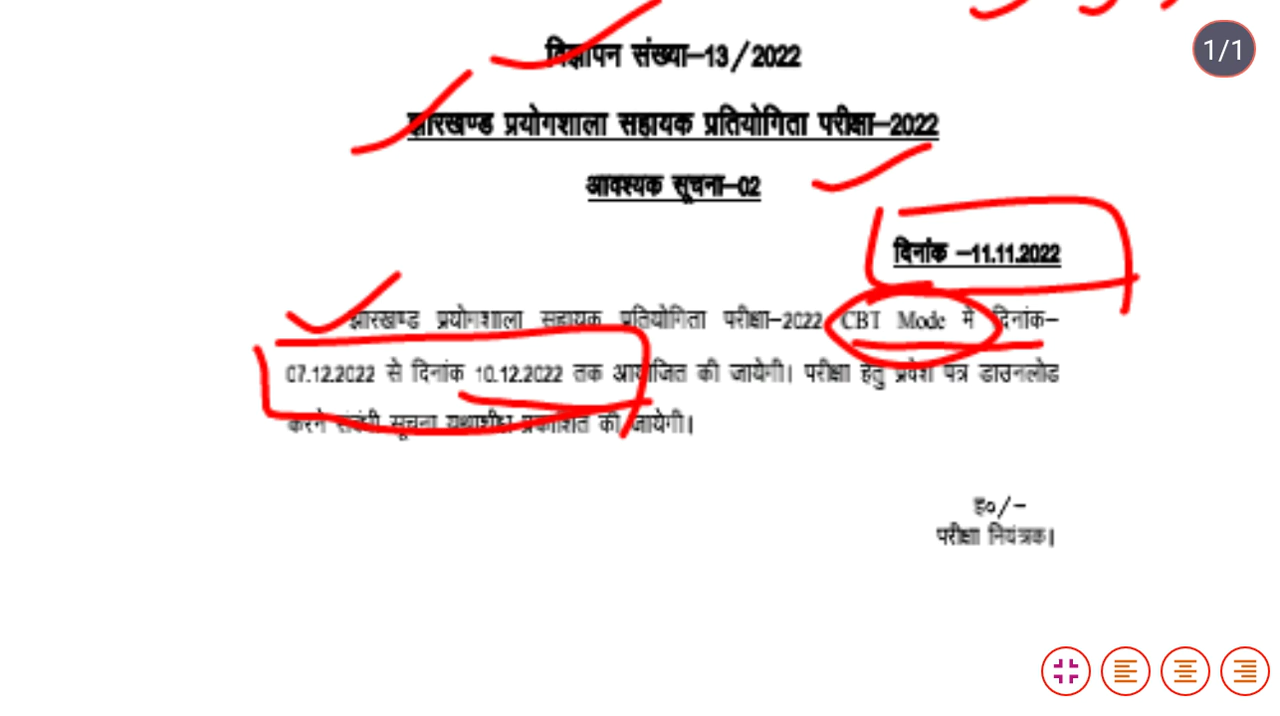 1/1
विज्ञापन संख्या–13/2022
झारखण्ड प्रयोगशाला सहायक प्रतियोगिता परीक्षा–2022
आवश्यक सूचना–02
दिनांक –11.11.2022
झारखण्ड प्रयोगशाला सहायक प्रतियोगिता परीक्षा–2022 CBT Mode में दिनांक–
07.12.2022 से दिनांक 10.12.2022 तक आयोजित की जायेगी। परीक्षा हेतु प्रवेश पत्र डाउनलोड
करने संबंधी सूचना यथाशीघ्र प्रकाशित की जायेगी।
ह०/–
परीक्षा नियंत्रक।